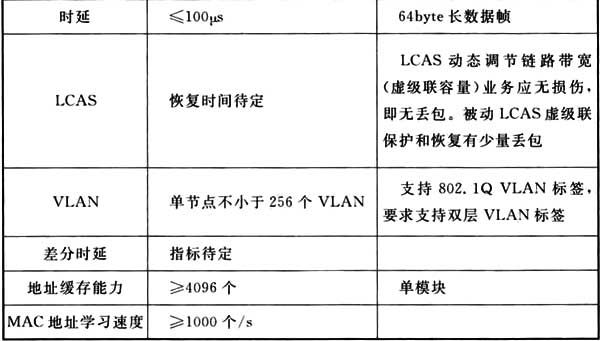 时延 ≤100μs 64byte 长数据帧
LCAS 动态调节链路带宽
(虚级联容量)业务应无损伤,
LCAS 恢复时间待定
即无丢包。被动 LCAS 虚级联
保护和恢复有少量丢包
支持 802.1Q VLAN 标签,
VLAN 单节点不小于 256 个 VLAN
要求支持双层 VLAN 标签
差分时延 指标待定
地址缓存能力 ≥4096 个 单模块
MAC 地址学习速度 ≥1000 个/s